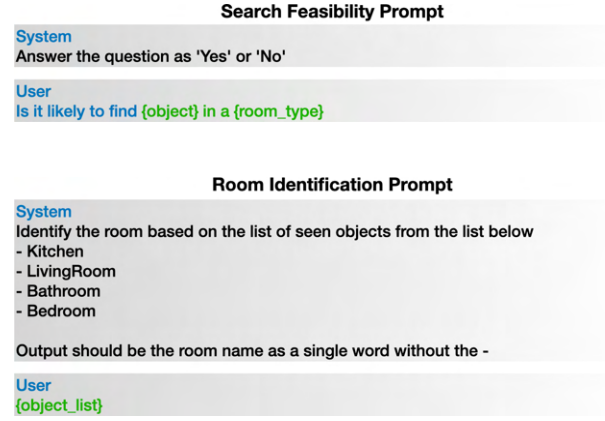 Search Feasibility Prompt
System
Answer the question as 'Yes' or 'No'
User
Is it likely to find {object} in a {room_type}
Room Identification Prompt
System
Identify the room based on the list of seen objects from the list below
- Kitchen
- LivingRoom
- Bathroom
- Bedroom
Output should be the room name as a single word without the -
User
{object_list}